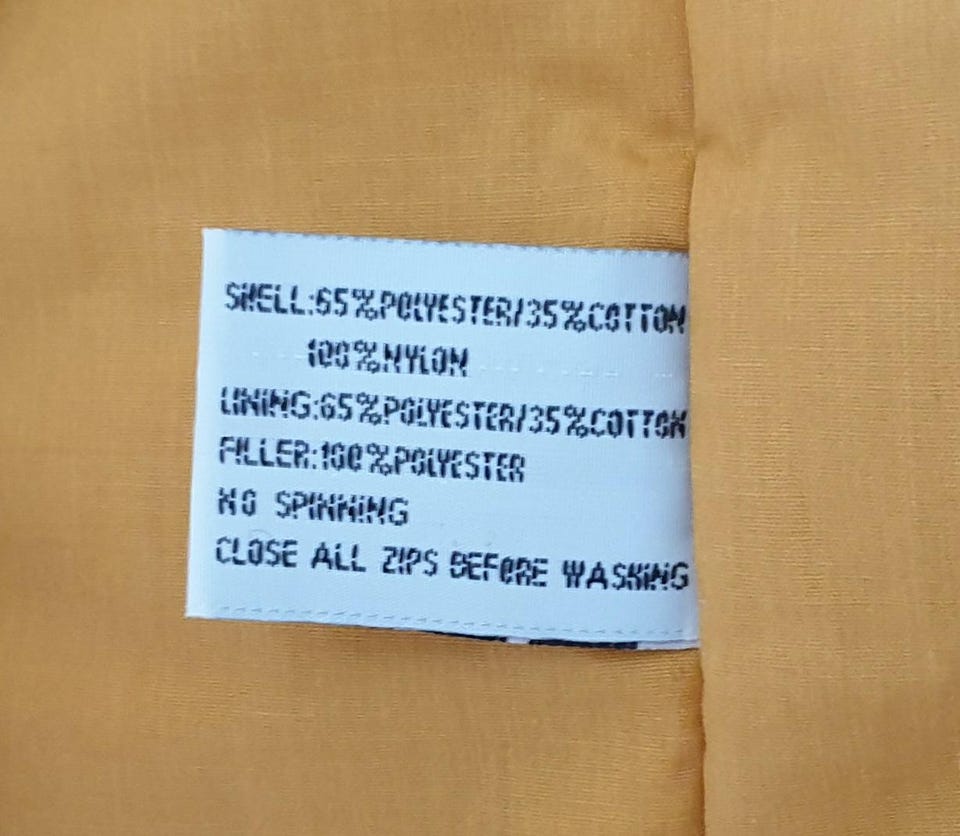 SHELL:65%POLYESTER/35%COTTON
100%NYLON
LINING:65%POLYESTER/35%COTTON
FILLER:100%POLYESTER
NO SPINNING
CLOSE ALL ZIPS BEFORE WASHING